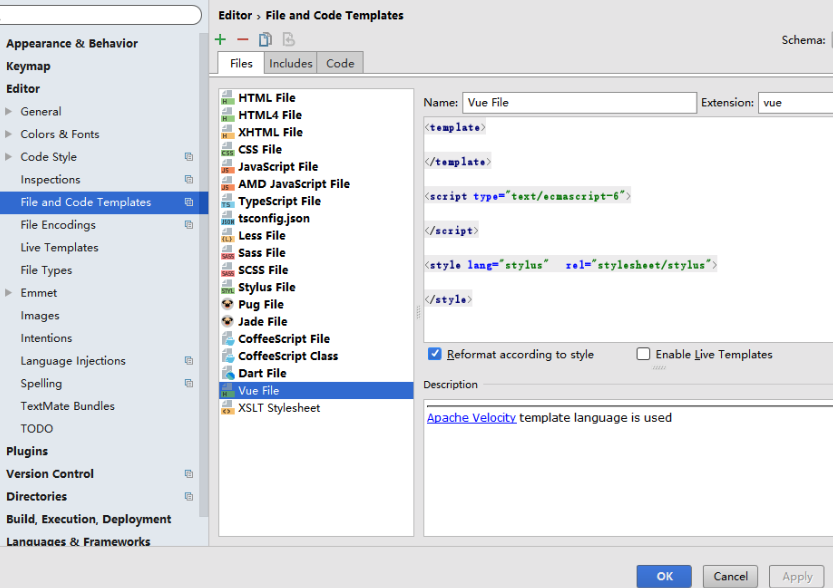 Editor › File and Code Templates
Appearance & Behavior
Keymap
Editor
General
Colors & Fonts
Code Style
Inspections
File and Code Templates
File Encodings
Live Templates
File Types
Emmet
Images
Intentions
Language Injections
Spelling
TextMate Bundles
TODO
Plugins
Version Control
Directories
Build, Execution, Deployment
Languages & Frameworks
Schema:
Files Includes Code
HTML File
HTML4 File
XHTML File
CSS File
JavaScript File
AMD JavaScript File
TypeScript File
tsconfig.json
Less File
Sass File
SCSS File
Stylus File
Pug File
Jade File
CoffeeScript File
CoffeeScript Class
Dart File
Vue File
XSLT Stylesheet
Name: Vue File Extension: vue
<template>
</template>
<script type="text/ecmascript-6">
</script>
<style lang="stylus" rel="stylesheet/stylus">
</style>
Reformat according to style Enable Live Templates
Description
Apache Velocity template language is used
OK Cancel Apply